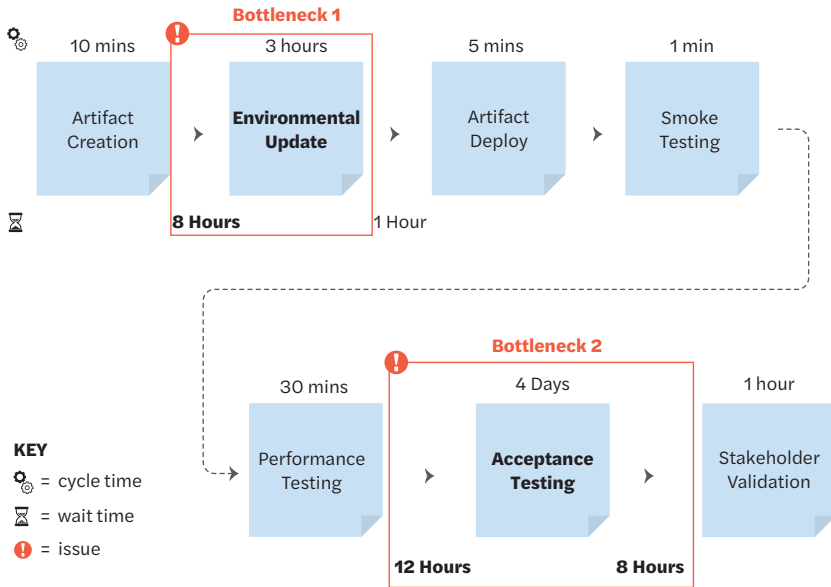 Bottleneck 1
10 mins
3 hours
5 mins
1 min
Artifact
Creation
Environmental
Update
Artifact
Deploy
Smoke
Testing
8 Hours
1 Hour
Bottleneck 2
30 mins
4 Days
1 hour
Performance
Testing
Acceptance
Testing
Stakeholder
Validation
12 Hours
8 Hours
KEY
= cycle time
= wait time
! = issue